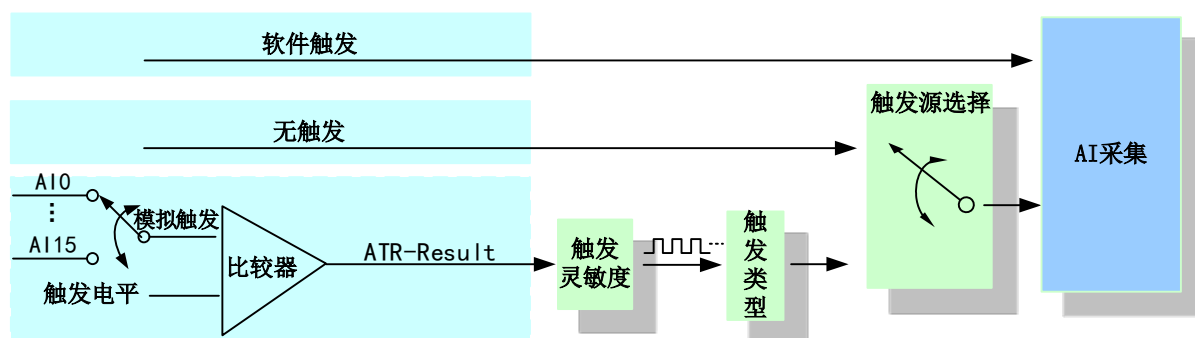 软件触发
触发源选择
无触发
AI采集
AI0
⋮
模拟触发
AI15
触发电平
比较器
ATR-Result
触发
灵敏度
触
发
类
型